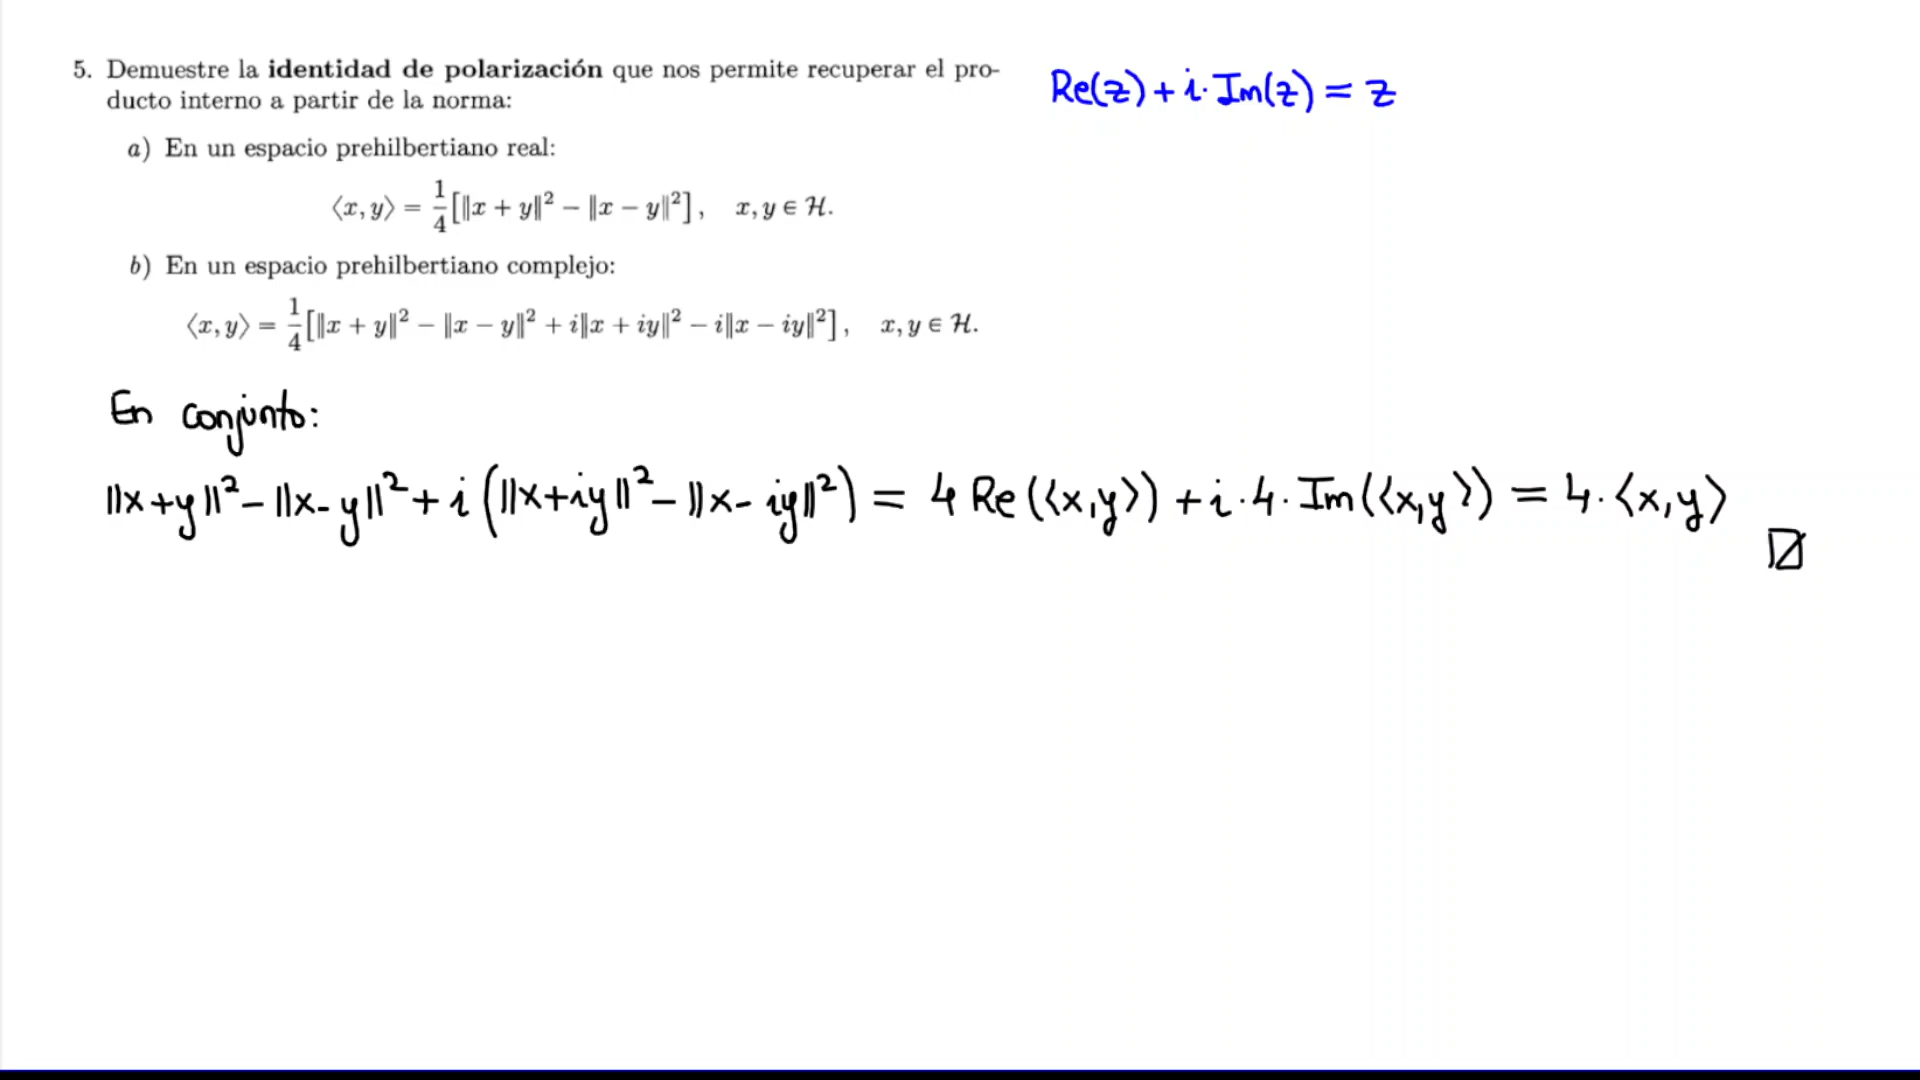 5. Demuestre la identidad de polarización que nos permite recuperar el pro-
ducto interno a partir de la norma:
a) En un espacio prehilbertiano real:
⟨x, y⟩ = 1/4 [‖x + y‖² − ‖x − y‖²], x, y ∈ ℋ.
b) En un espacio prehilbertiano complejo:
⟨x, y⟩ = 1/4 [‖x + y‖² − ‖x − y‖² + i‖x + iy‖² − i‖x − iy‖²], x, y ∈ ℋ.
Re(z) + i· Im(z) = z
En conjunto:
‖x+y‖² − ‖x−y‖² + i (‖x+iy‖² − ‖x−iy‖²) = 4 Re(⟨x,y⟩) + i·4·Im(⟨x,y⟩) = 4·⟨x,y⟩